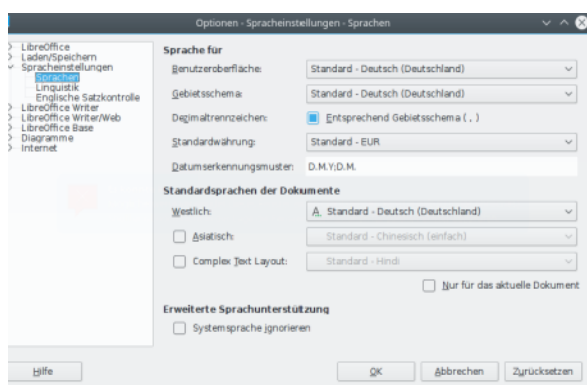 Optionen - Spracheinstellungen - Sprachen
LibreOffice
Laden/Speichern
Spracheinstellungen
Sprachen
Linguistik
Englische Satzkontrolle
LibreOffice Writer
LibreOffice Writer/Web
LibreOffice Base
Diagramme
Internet
Sprache für
Benutzeroberfläche: Standard - Deutsch (Deutschland)
Gebietsschema: Standard - Deutsch (Deutschland)
Dezimaltrennzeichen: Entsprechend Gebietsschema ( , )
Standardwährung: Standard - EUR
Datumserkennungsmuster: D.M.Y;D.M.
Standardsprachen der Dokumente
Westlich: Standard - Deutsch (Deutschland)
Asiatisch: Standard - Chinesisch (einfach)
Complex Text Layout: Standard - Hindi
Nur für das aktuelle Dokument
Erweiterte Sprachunterstützung
Systemsprache ignorieren
Hilfe OK Abbrechen Zurücksetzen